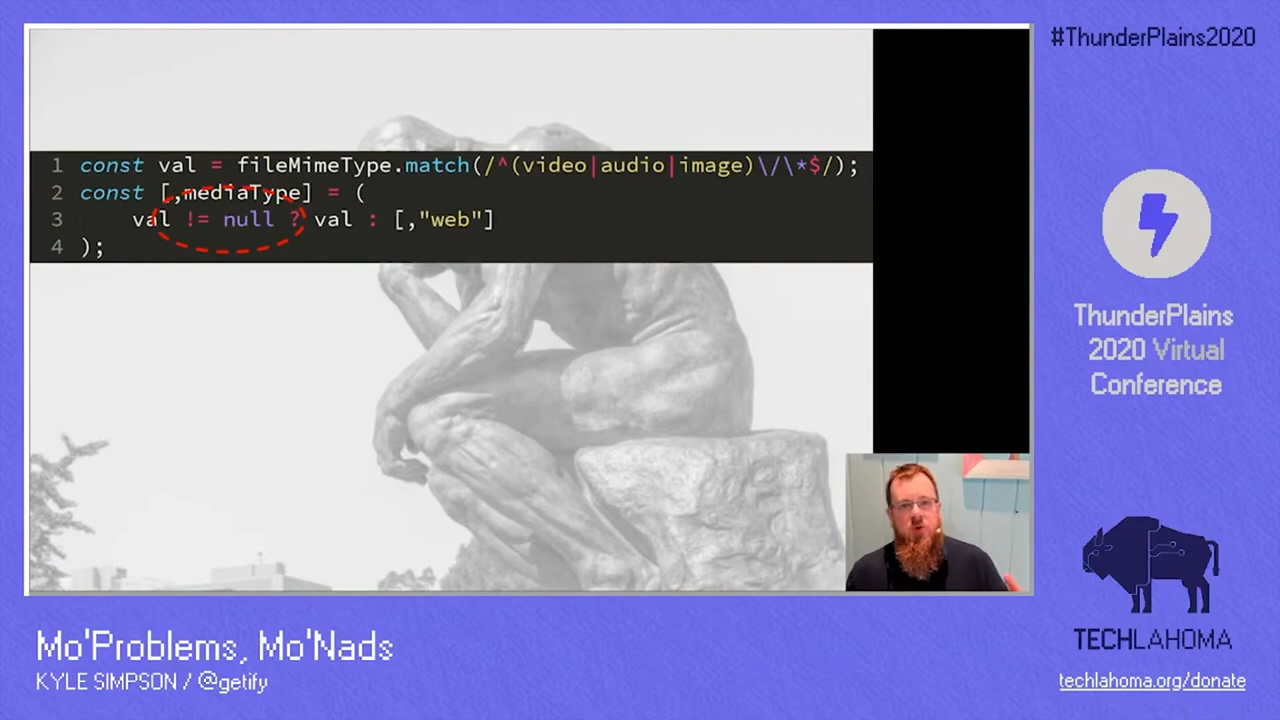 #ThunderPlains2020
1 const val = fileMimeType.match(/^(video|audio|image)\/\*$/);
2 const [,mediaType] = (
3     val != null ? val : [,"web"]
4 );
ThunderPlains
2020 Virtual
Conference
TECHLAHOMA
techlahoma.org/donate
Mo'Problems, Mo'Nads
KYLE SIMPSON / @getify